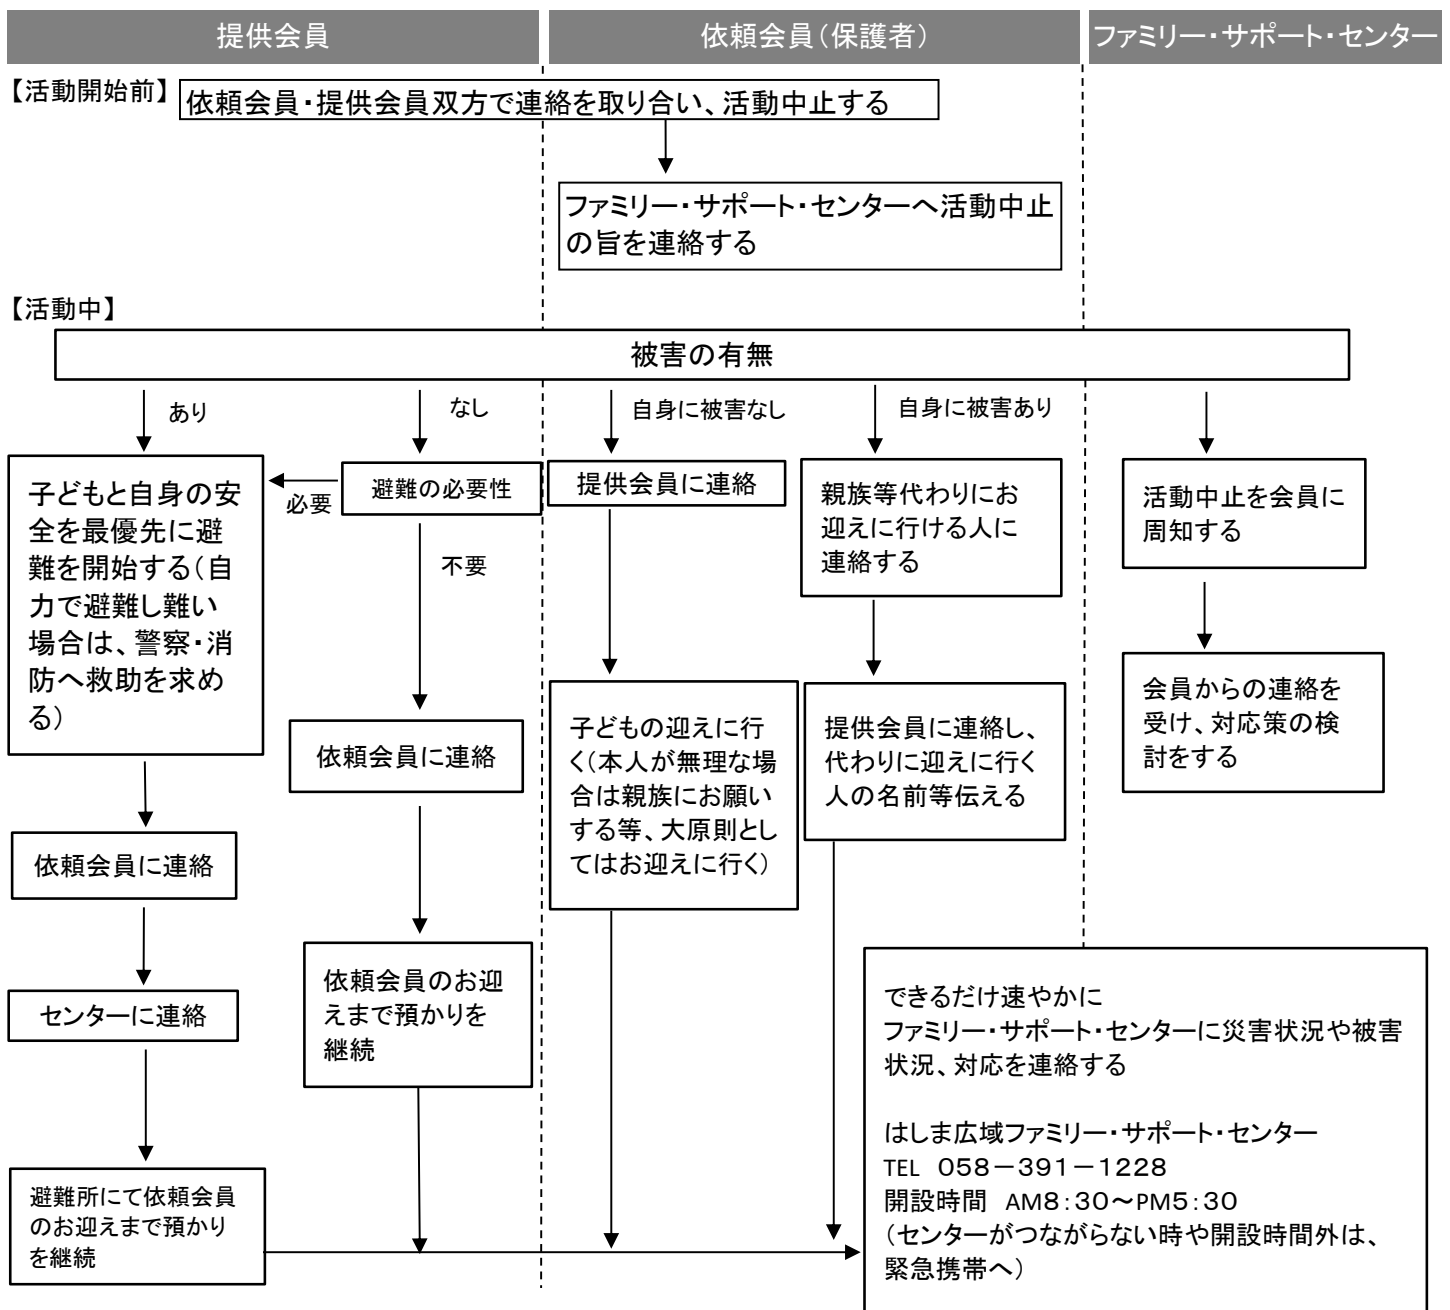 提供会員
依頼会員（保護者）
ファミリー・サポート・センター
【活動開始前】
依頼会員・提供会員双方で連絡を取り合い、活動中止する
ファミリー・サポート・センターへ活動中止
の旨を連絡する
【活動中】
被害の有無
あり
なし
自身に被害なし
自身に被害あり
子どもと自身の安
全を最優先に避
難を開始する（自
力で避難し難い
場合は、警察・消
防へ救助を求め
る）
必要
避難の必要性
不要
提供会員に連絡
親族等代わりにお
迎えに行ける人に
連絡する
活動中止を会員に
周知する
依頼会員に連絡
子どもの迎えに行
く（本人が無理な場
合は親族にお願い
する等、大原則とし
てはお迎えに行く）
提供会員に連絡し、
代わりに迎えに行く
人の名前等伝える
会員からの連絡を
受け、対応策の検
討をする
依頼会員に連絡
センターに連絡
依頼会員のお迎
えまで預かりを
継続
避難所にて依頼会員
のお迎えまで預かり
を継続
できるだけ速やかに
ファミリー・サポート・センターに災害状況や被害
状況、対応を連絡する
はしま広域ファミリー・サポート・センター
TEL　０５８－３９１－１２２８
開設時間　AM８：３０～PM５：３０
（センターがつながらない時や開設時間外は、
緊急携帯へ）